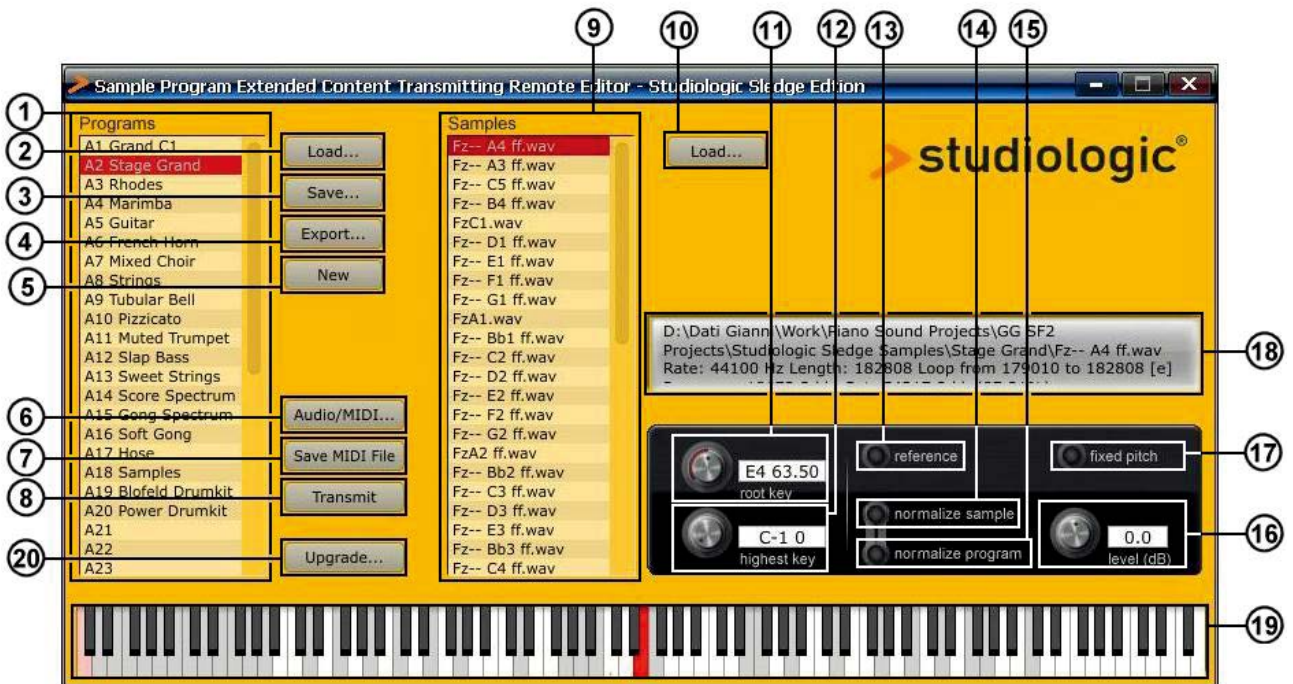 9 10 11 12 13 14 15
Sample Program Extended Content Transmitting Remote Editor - Studiologic Sledge Edtion
1
2
3
4
5
6
7
8
20
Programs
A1 Grand C1
A2 Stage Grand
A3 Rhodes
A4 Marimba
A5 Guitar
A6 French Horn
A7 Mixed Choir
A8 Strings
A9 Tubular Bell
A10 Pizzicato
A11 Muted Trumpet
A12 Slap Bass
A13 Sweet Strings
A14 Score Spectrum
A15 Gong Spectrum
A16 Soft Gong
A17 Hose
A18 Samples
A19 Blofeld Drumkit
A20 Power Drumkit
A21
A22
A23
Load...
Save...
Export...
New
Audio/MIDI...
Save MIDI File
Transmit
Upgrade...
Samples
Fz-- A4 ff.wav
Fz-- A3 ff.wav
Fz-- C5 ff.wav
Fz-- B4 ff.wav
FzC1.wav
Fz-- D1 ff.wav
Fz-- E1 ff.wav
Fz-- F1 ff.wav
Fz-- G1 ff.wav
FzA1.wav
Fz-- Bb1 ff.wav
Fz-- C2 ff.wav
Fz-- D2 ff.wav
Fz-- E2 ff.wav
Fz-- F2 ff.wav
Fz-- G2 ff.wav
FzA2 ff.wav
Fz-- Bb2 ff.wav
Fz-- C3 ff.wav
Fz-- D3 ff.wav
Fz-- E3 ff.wav
Fz-- Bb3 ff.wav
Fz-- C4 ff.wav
Load...
studiologic®
D:\Dati Gianni\Work\Piano Sound Projects\GG SF2
Projects\Studiologic Sledge Samples\Stage Grand\Fz-- A4 ff.wav
Rate: 44100 Hz Length: 182808 Loop from 179010 to 182808 [e]
E4 63.50
root key
C-1 0
highest key
reference
normalize sample
normalize program
fixed pitch
0.0
level (dB)
18
17
16
19